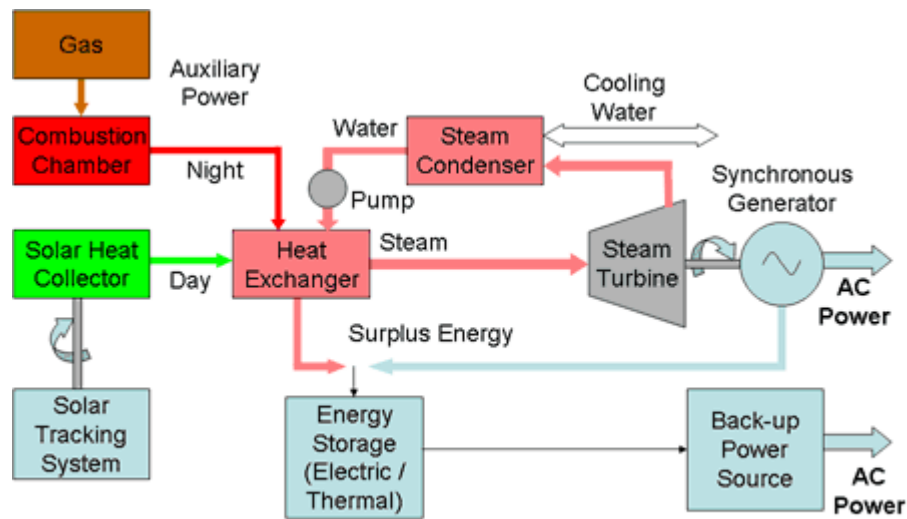 Gas
Auxiliary
Power
Combustion
Chamber
Night
Water
Steam
Condenser
Cooling
Water
Pump
Synchronous
Generator
Solar Heat
Collector
Day
Heat
Exchanger
Steam
Steam
Turbine
AC
Power
Surplus Energy
Solar
Tracking
System
Energy
Storage
(Electric /
Thermal)
Back-up
Power
Source
AC
Power